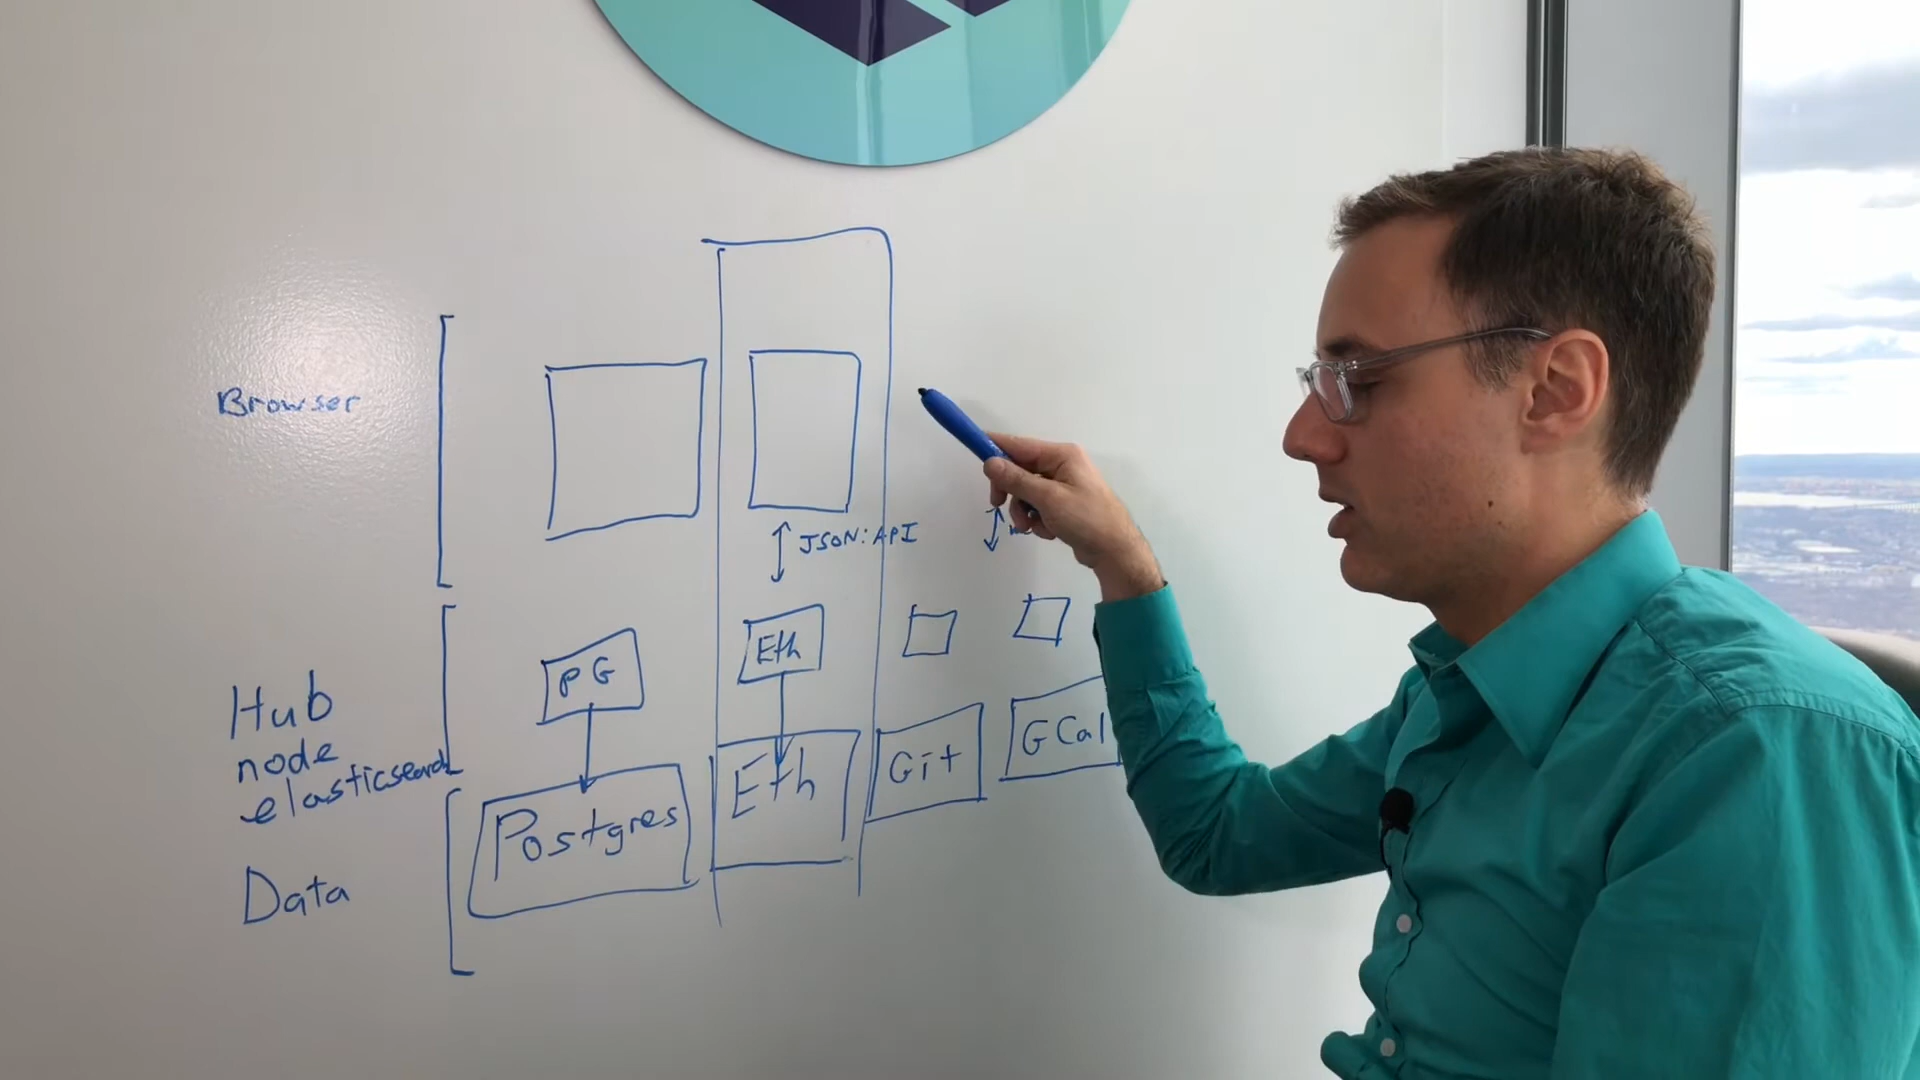 Browser
JSON:API
Hub
node
elasticsearch
PG
Eth
Data
Postgres
Eth
Git
GCal